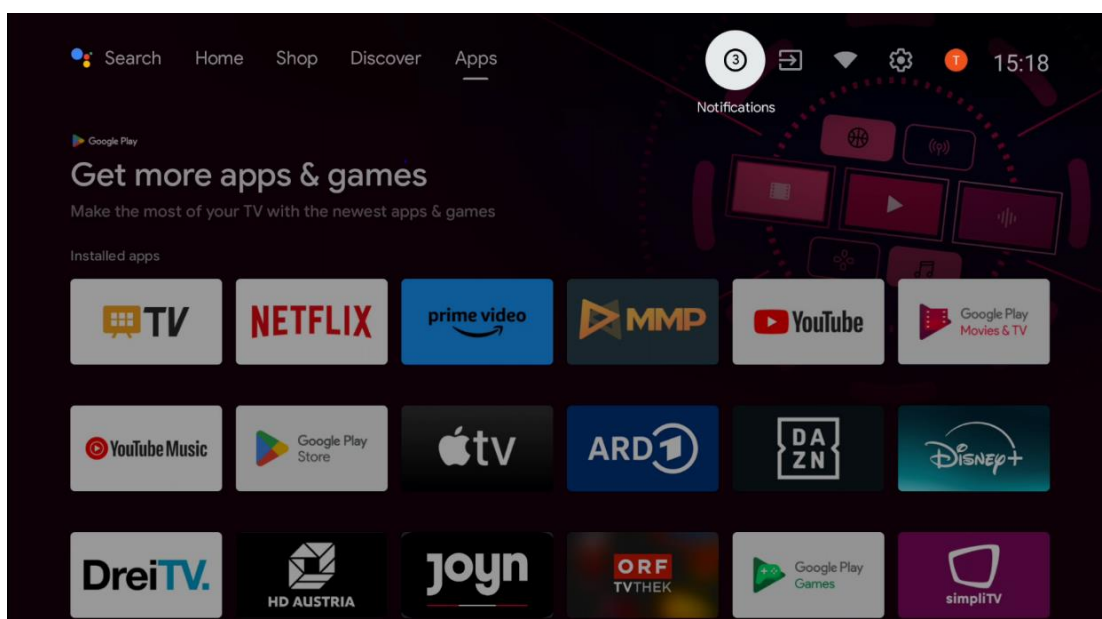 Search Home Shop Discover Apps 3 T 15:18
Notifications
Google Play
Get more apps & games
Make the most of your TV with the newest apps & games
Installed apps
TV NETFLIX prime video MMP YouTube Google Play
Movies & TV
YouTube Music Google Play
Store tv ARD 1 DAZN Disney+
DreiTV. HD AUSTRIA joyn ORF
TVTHEK Google Play
Games simpliTV